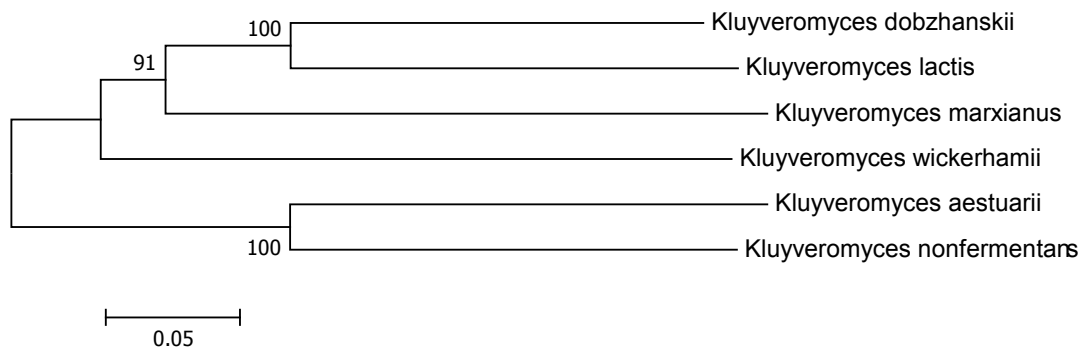 100
Kluyveromyces dobzhanskii
91
Kluyveromyces lactis
Kluyveromyces marxianus
Kluyveromyces wickerhamii
Kluyveromyces aestuarii
100
Kluyveromyces nonfermentans
0.05